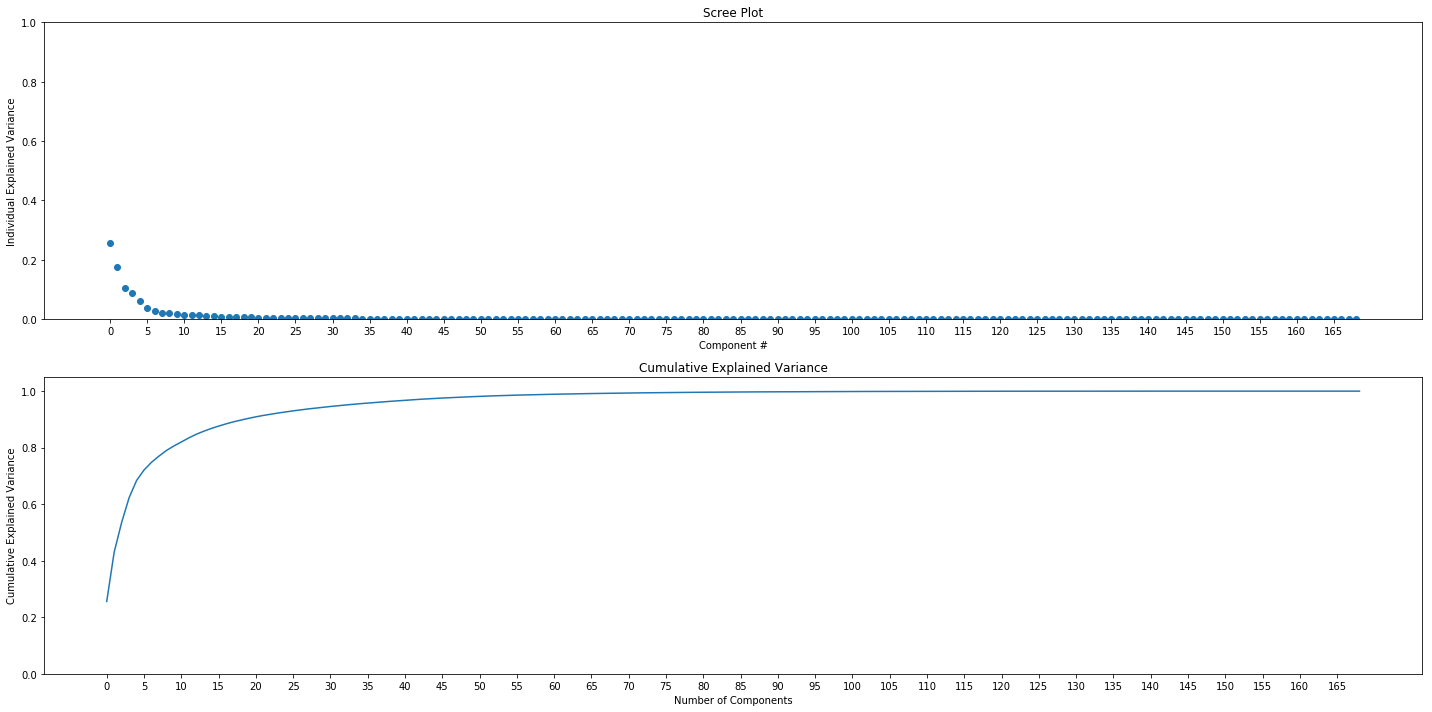 Scree Plot
1.0
0.8
0.6
0.4
0.2
0.0
Individual Explained Variance
0 5 10 15 20 25 30 35 40 45 50 55 60 65 70 75 80 85 90 95 100 105 110 115 120 125 130 135 140 145 150 155 160 165
Component #
Cumulative Explained Variance
1.0
0.8
0.6
0.4
0.2
0.0
Cumulative Explained Variance
0 5 10 15 20 25 30 35 40 45 50 55 60 65 70 75 80 85 90 95 100 105 110 115 120 125 130 135 140 145 150 155 160 165
Number of Components